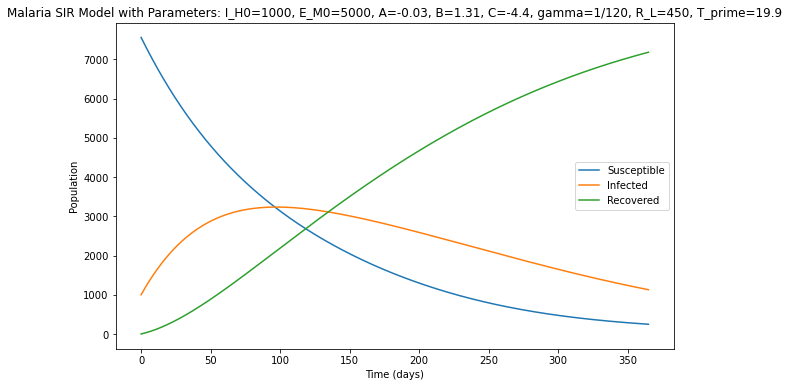 Malaria SIR Model with Parameters: I_H0=1000, E_M0=5000, A=-0.03, B=1.31, C=-4.4, gamma=1/120, R_L=450, T_prime=19.9
7000
6000
5000
4000
3000
2000
1000
0
Population
Susceptible
Infected
Recovered
0 50 100 150 200 250 300 350
Time (days)